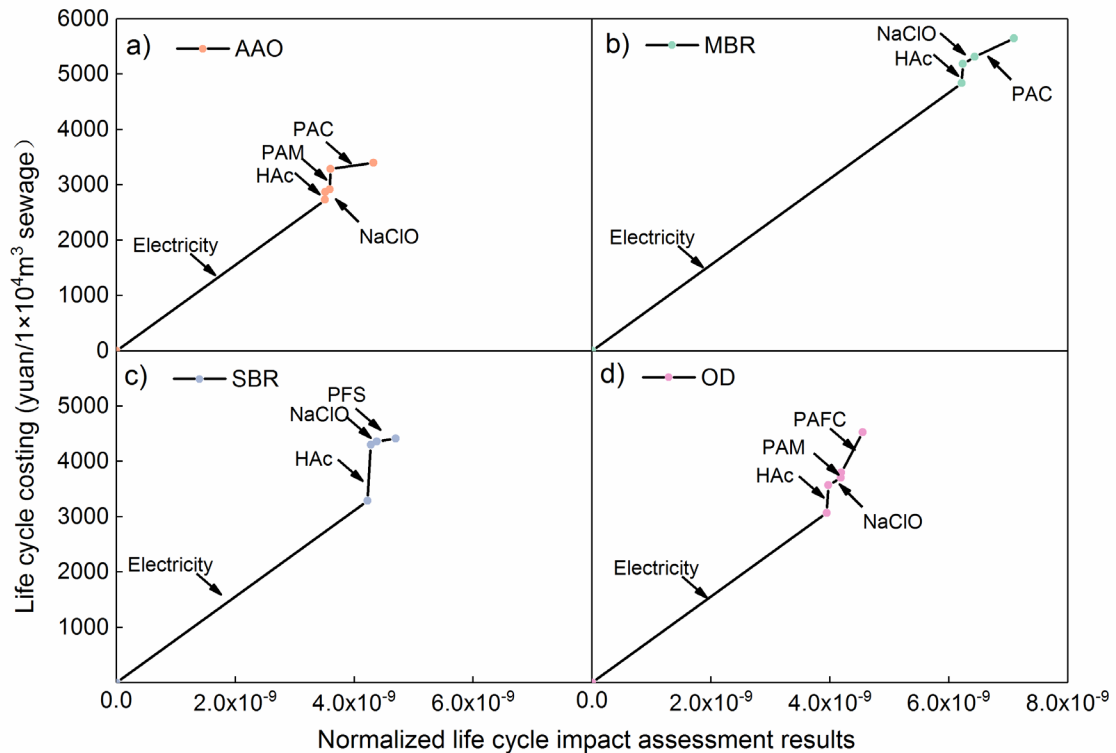 Life cycle costing (yuan/1×10⁴m³ sewage）
6000
5000
4000
3000
2000
1000
0
a) AAO
PAC
PAM
HAc
NaClO
Electricity
b) MBR
NaClO
HAc
PAC
Electricity
5000
4000
3000
2000
1000
c) SBR
PFS
NaClO
HAc
Electricity
d) OD
PAFC
PAM
HAc
NaClO
Electricity
0.0 2.0x10⁻⁹ 4.0x10⁻⁹ 0.0 2.0x10⁻⁹ 4.0x10⁻⁹ 6.0x10⁻⁹ 8.0x10⁻⁹
Normalized life cycle impact assessment results